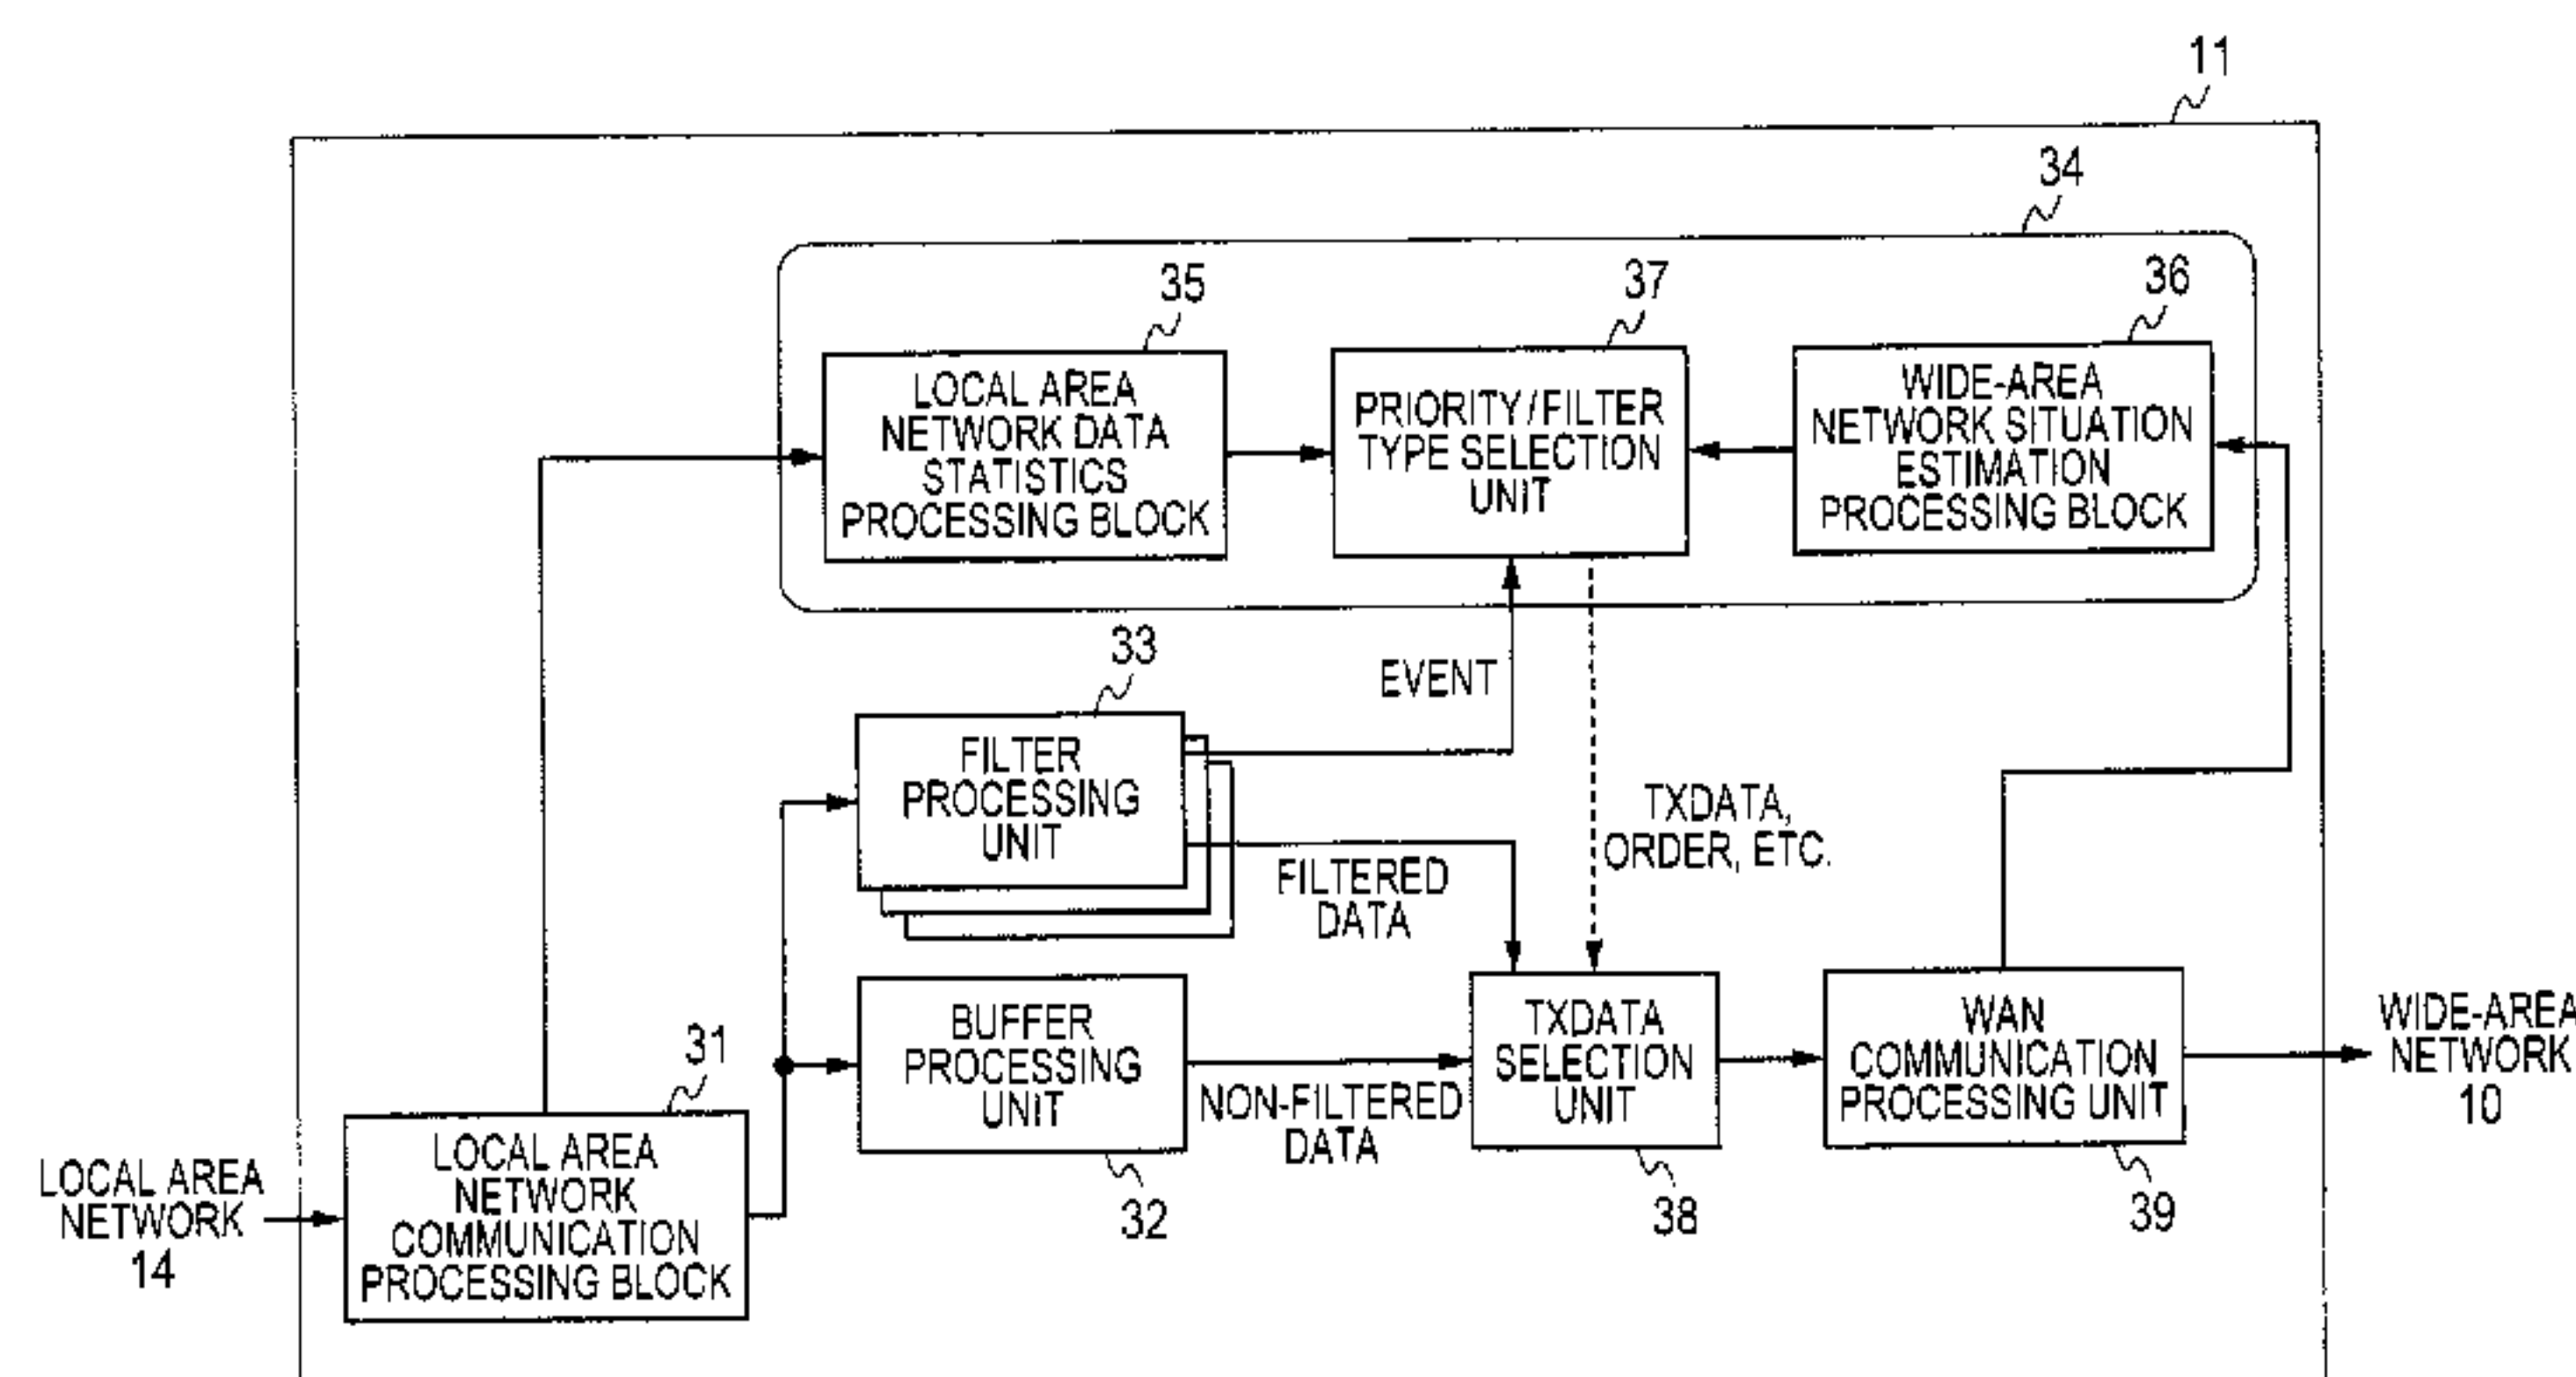 11
34
35
37
36
LOCAL AREA
NETWORK DATA
STATISTICS
PROCESSING BLOCK
PRIORITY/FILTER
TYPE SELECTION
UNIT
WIDE-AREA
NETWORK SITUATION
ESTIMATION
PROCESSING BLOCK
33
EVENT
FILTER
PROCESSING
UNIT
TXDATA,
ORDER, ETC.
FILTERED
DATA
31
BUFFER
PROCESSING
UNIT
NON-FILTERED
DATA
TXDATA
SELECTION
UNIT
WAN
COMMUNICATION
PROCESSING UNIT
WIDE-AREA
NETWORK
10
LOCAL AREA
NETWORK
14
LOCAL AREA
NETWORK
COMMUNICATION
PROCESSING BLOCK
32
38
39